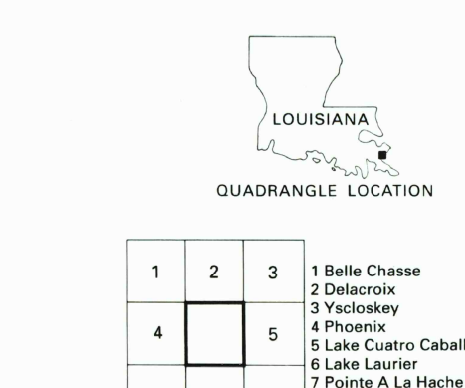 LOUISIANA
QUADRANGLE LOCATION
1 2 3
4 5
1 Belle Chasse
2 Delacroix
3 Yscloskey
4 Phoenix
5 Lake Cuatro
6 Lake Laurier
7 Pointe A La Hache